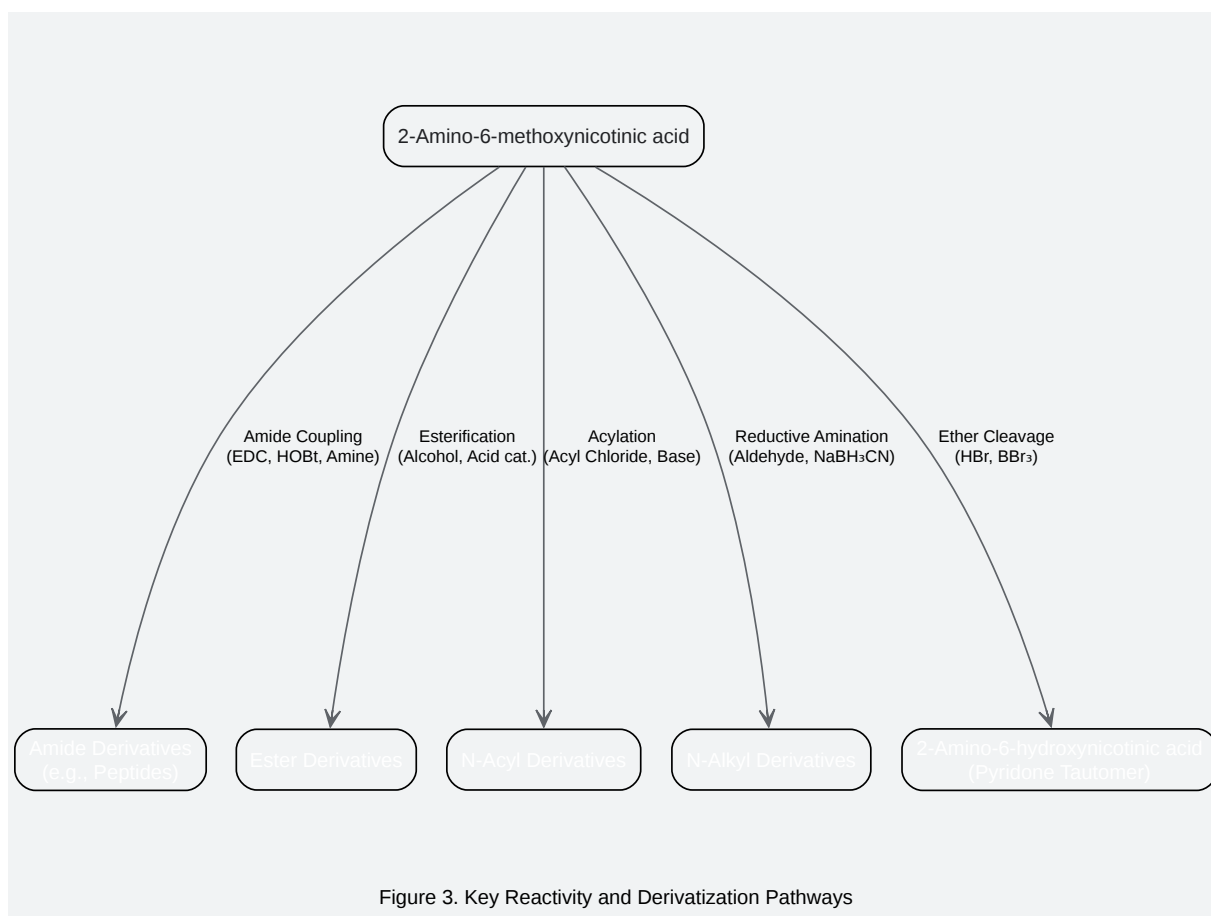 2-Amino-6-methoxynicotinic acid
Amide Coupling
(EDC, HOBt, Amine)
Esterification
(Alcohol, Acid cat.)
Acylation
(Acyl Chloride, Base)
Reductive Amination
(Aldehyde, NaBH₃CN)
Ether Cleavage
(HBr, BBr₃)
Amide Derivatives
(e.g., Peptides)
Ester Derivatives
N-Acyl Derivatives
N-Alkyl Derivatives
2-Amino-6-hydroxynicotinic acid
(Pyridone Tautomer)
Figure 3. Key Reactivity and Derivatization Pathways